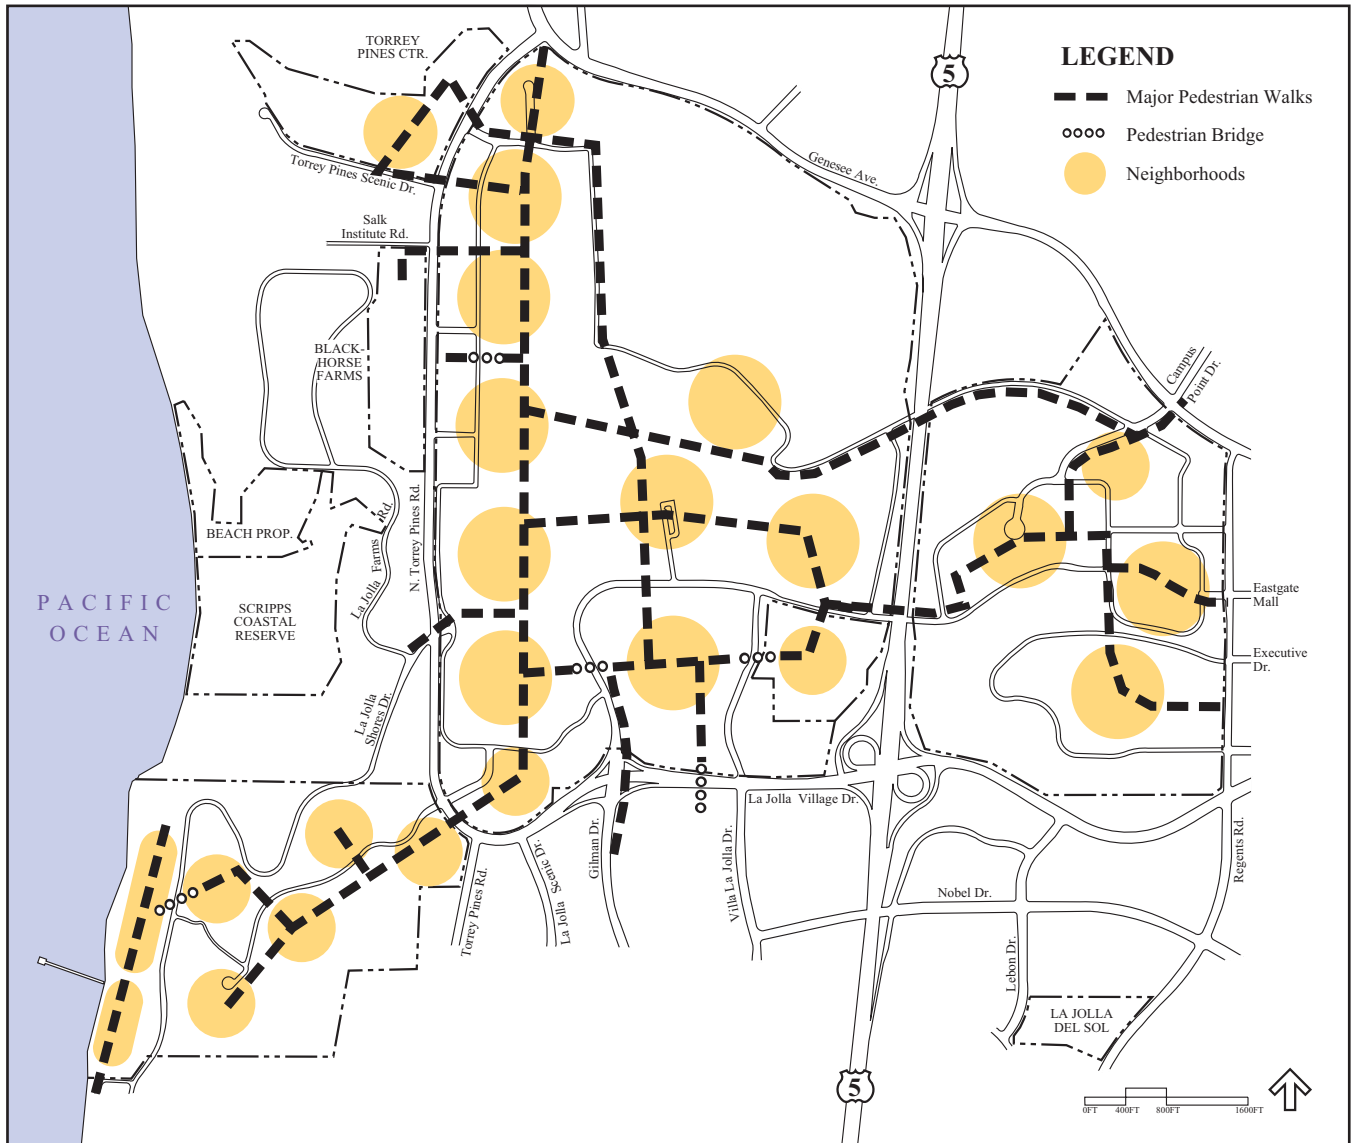 TORREY
PINES CTR.
5
LEGEND
Major Pedestrian Walks
Pedestrian Bridge
Neighborhoods
Torrey Pines Scenic Dr.
Genesee Ave.
Salk
Institute Rd.
BLACK-
HORSE
FARMS
Campus
Point Dr.
N. Torrey Pines Rd.
BEACH PROP.
La Jolla Farms Rd.
PACIFIC
OCEAN
SCRIPPS
COASTAL
RESERVE
Eastgate
Mall
Executive
Dr.
La Jolla
Shores Dr.
La Jolla Village Dr.
Gilman Dr.
Villa La Jolla Dr.
Regents Rd.
Torrey Pines Rd.
La Jolla Scenic Dr.
Nobel Dr.
Lebon Dr.
LA JOLLA
DEL SOL
5
0FT 400FT 800FT 1600FT